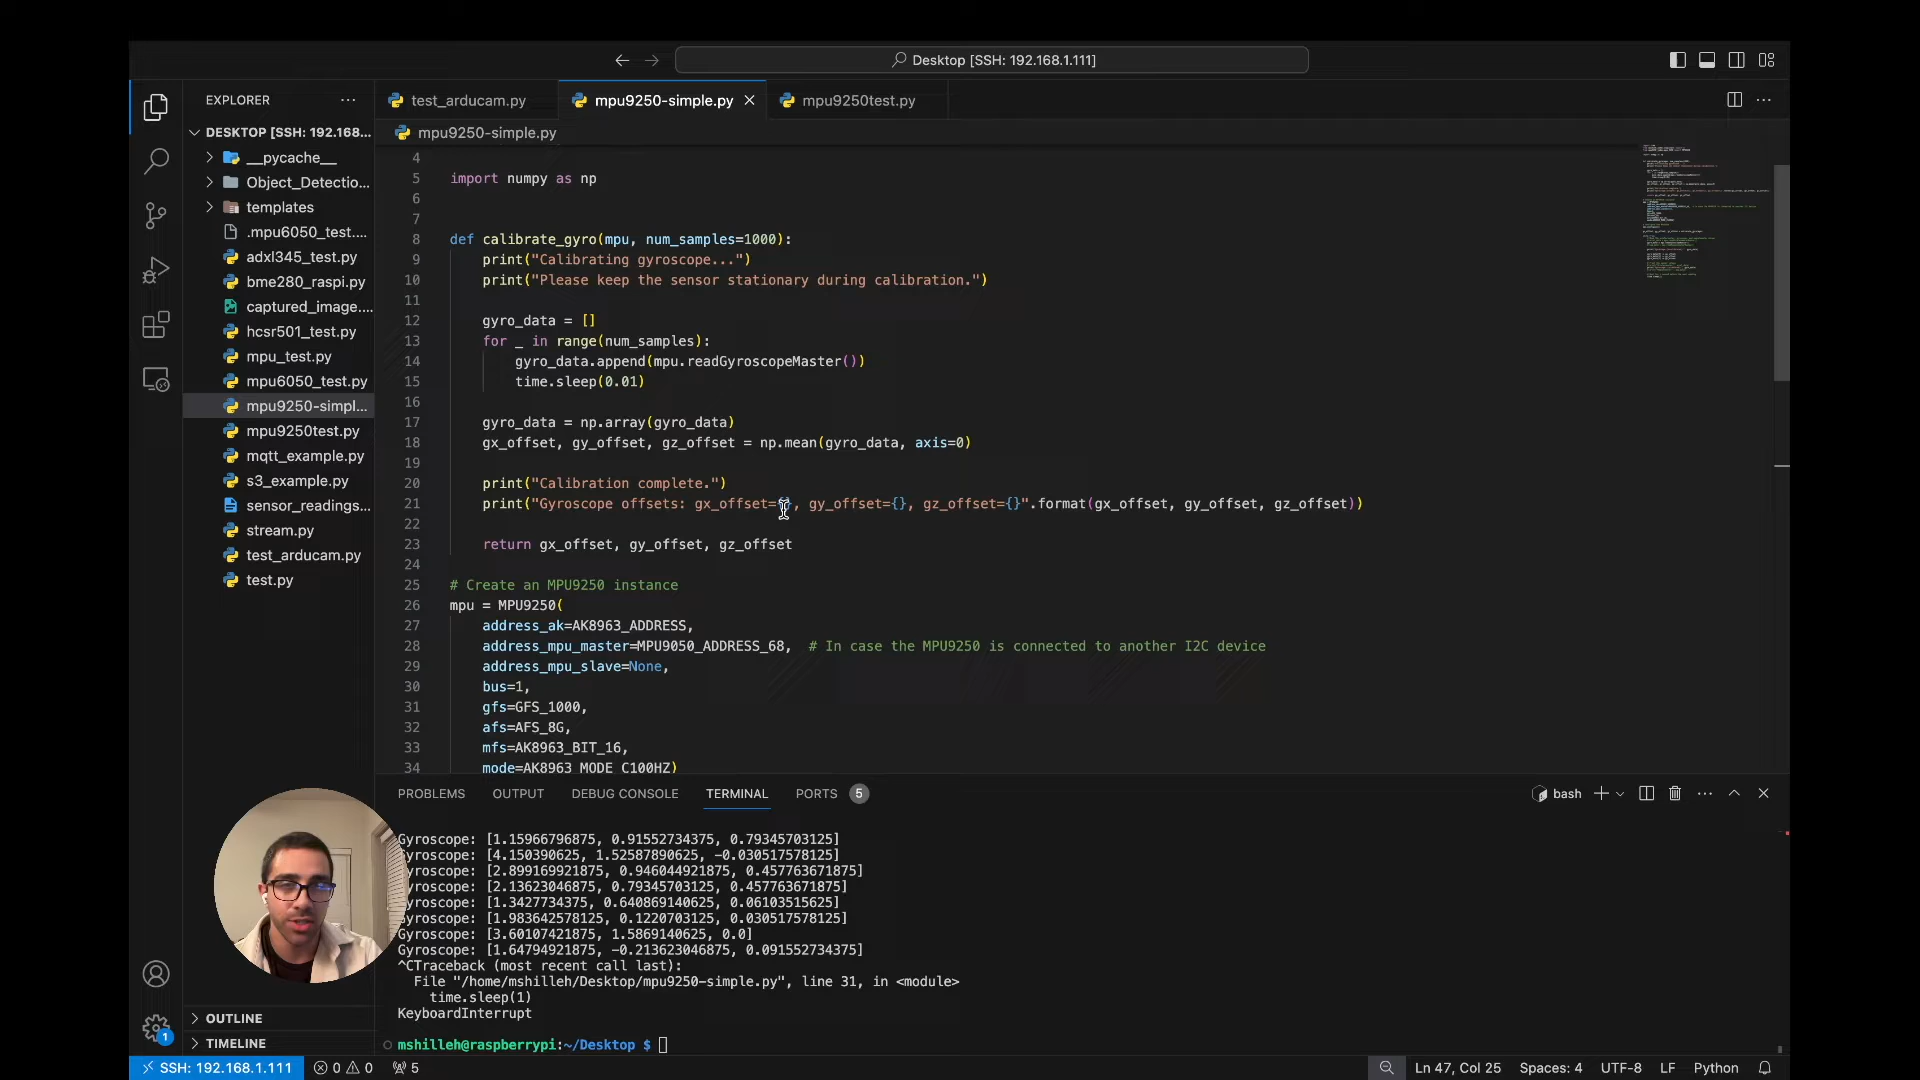 Desktop [SSH: 192.168.1.111]
EXPLORER
test_arducam.py
mpu9250-simple.py
mpu9250test.py
DESKTOP [SSH: 192.168...
mpu9250-simple.py
__pycache__
Object_Detectio...
templates
.mpu6050_test....
adxl345_test.py
bme280_raspi.py
captured_image....
hcsr501_test.py
mpu_test.py
mpu6050_test.py
mpu9250-simpl...
mpu9250test.py
mqtt_example.py
s3_example.py
sensor_readings...
stream.py
test_arducam.py
test.py
OUTLINE
TIMELINE
4
5 import numpy as np
6
7
8 def calibrate_gyro(mpu, num_samples=1000):
9 print("Calibrating gyroscope...")
10 print("Please keep the sensor stationary during calibration.")
11
12 gyro_data = []
13 for _ in range(num_samples):
14 gyro_data.append(mpu.readGyroscopeMaster())
15 time.sleep(0.01)
16
17 gyro_data = np.array(gyro_data)
18 gx_offset, gy_offset, gz_offset = np.mean(gyro_data, axis=0)
19
20 print("Calibration complete.")
21 print("Gyroscope offsets: gx_offset={}, gy_offset={}, gz_offset={}".format(gx_offset, gy_offset, gz_offset))
22
23 return gx_offset, gy_offset, gz_offset
24
25 # Create an MPU9250 instance
26 mpu = MPU9250(
27 address_ak=AK8963_ADDRESS,
28 address_mpu_master=MPU9050_ADDRESS_68, # In case the MPU9250 is connected to another I2C device
29 address_mpu_slave=None,
30 bus=1,
31 gfs=GFS_1000,
32 afs=AFS_8G,
33 mfs=AK8963_BIT_16,
34 mode=AK8963_MODE_C100HZ)
PROBLEMS OUTPUT DEBUG CONSOLE TERMINAL PORTS 5 bash
Gyroscope: [1.15966796875, 0.91552734375, 0.79345703125]
Gyroscope: [4.150390625, 1.52587890625, -0.030517578125]
yroscope: [2.899169921875, 0.946044921875, 0.457763671875]
yroscope: [2.13623046875, 0.79345703125, 0.457763671875]
yroscope: [1.3427734375, 0.640869140625, 0.06103515625]
yroscope: [1.983642578125, 0.1220703125, 0.030517578125]
Gyroscope: [3.60107421875, 1.5869140625, 0.0]
Gyroscope: [1.64794921875, -0.213623046875, 0.091552734375]
^CTraceback (most recent call last):
File "/home/mshilleh/Desktop/mpu9250-simple.py", line 31, in <module>
time.sleep(1)
KeyboardInterrupt
mshilleh@raspberrypi:~/Desktop $
1
SSH: 192.168.1.111 0 0 5 Ln 47, Col 25 Spaces: 4 UTF-8 LF Python